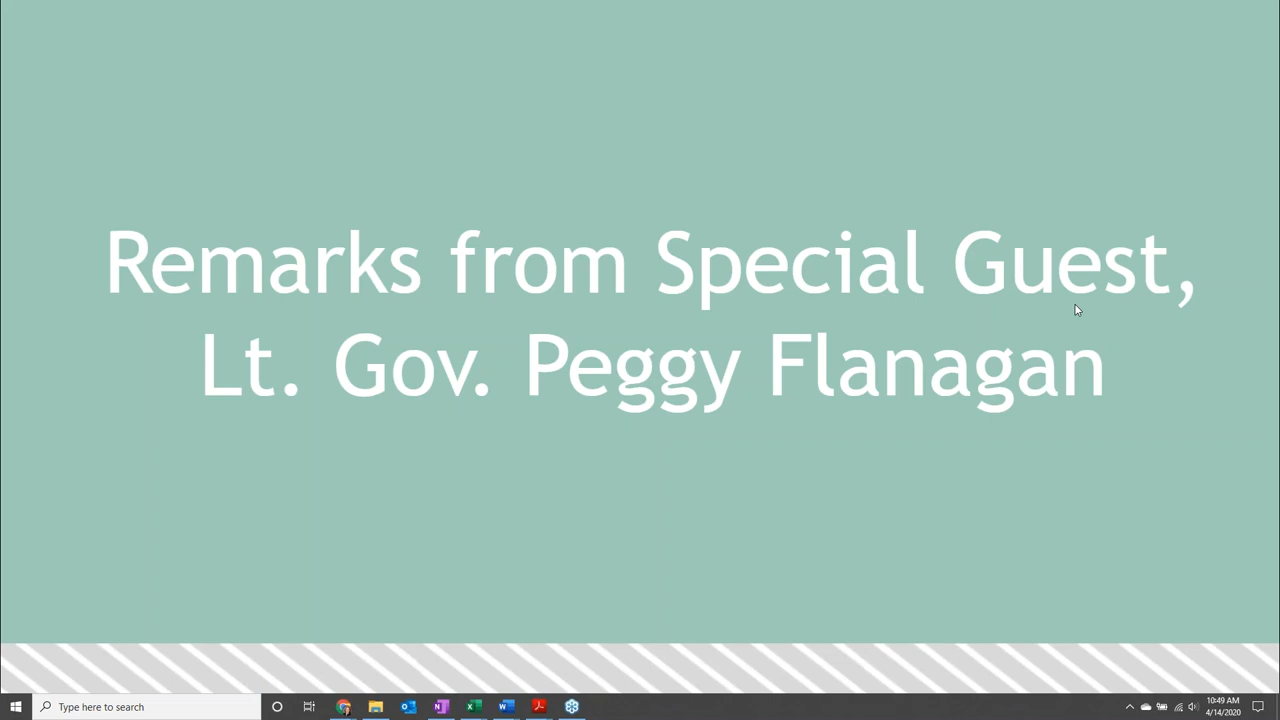 Remarks from Special Guest,
Lt. Gov. Peggy Flanagan
Type here to search
10:49 AM
4/14/2020